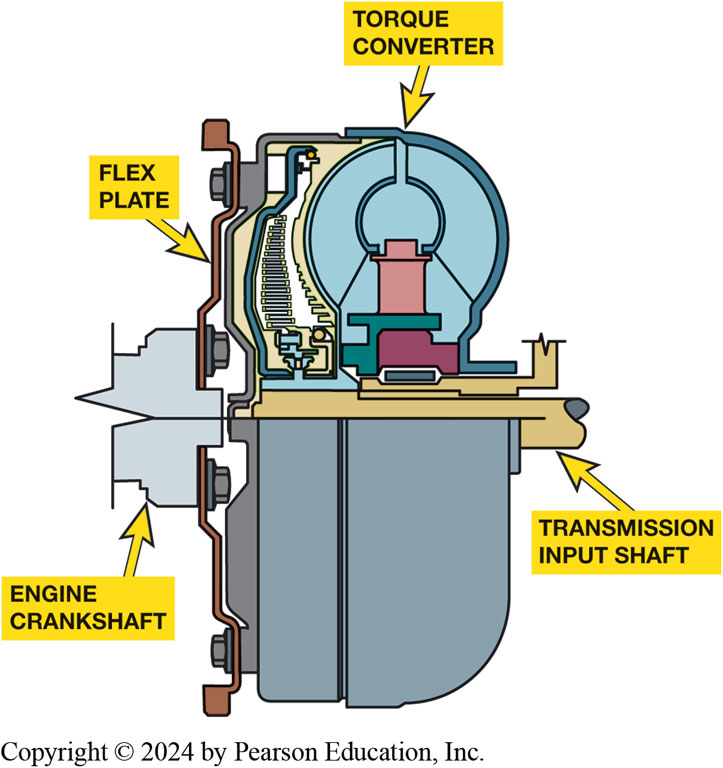 TORQUE
CONVERTER
FLEX
PLATE
TRANSMISSION
INPUT SHAFT
ENGINE
CRANKSHAFT
Copyright © 2024 by Pearson Education, Inc.